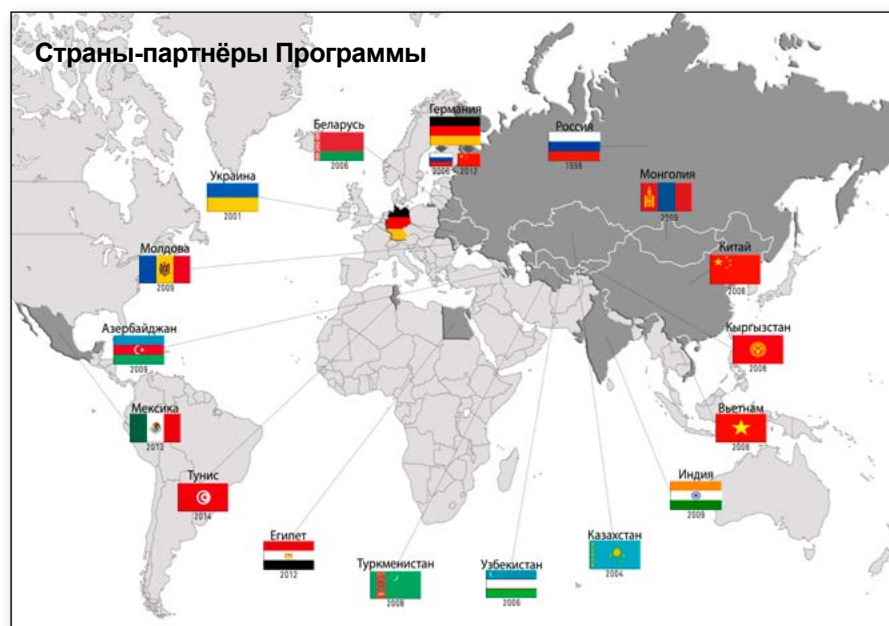 Страны-партнёры Программы
Германия
2006 2012
Беларусь
2006
Россия
1998
Украина
2001
Монголия
2009
Молдова
2009
Китай
2008
Азербайджан
2009
Кыргызстан
2008
Мексика
2013
Вьетнам
2008
Тунис
2014
Индия
2009
Египет
2012
Казахстан
2004
Туркменистан
2008
Узбекистан
2006